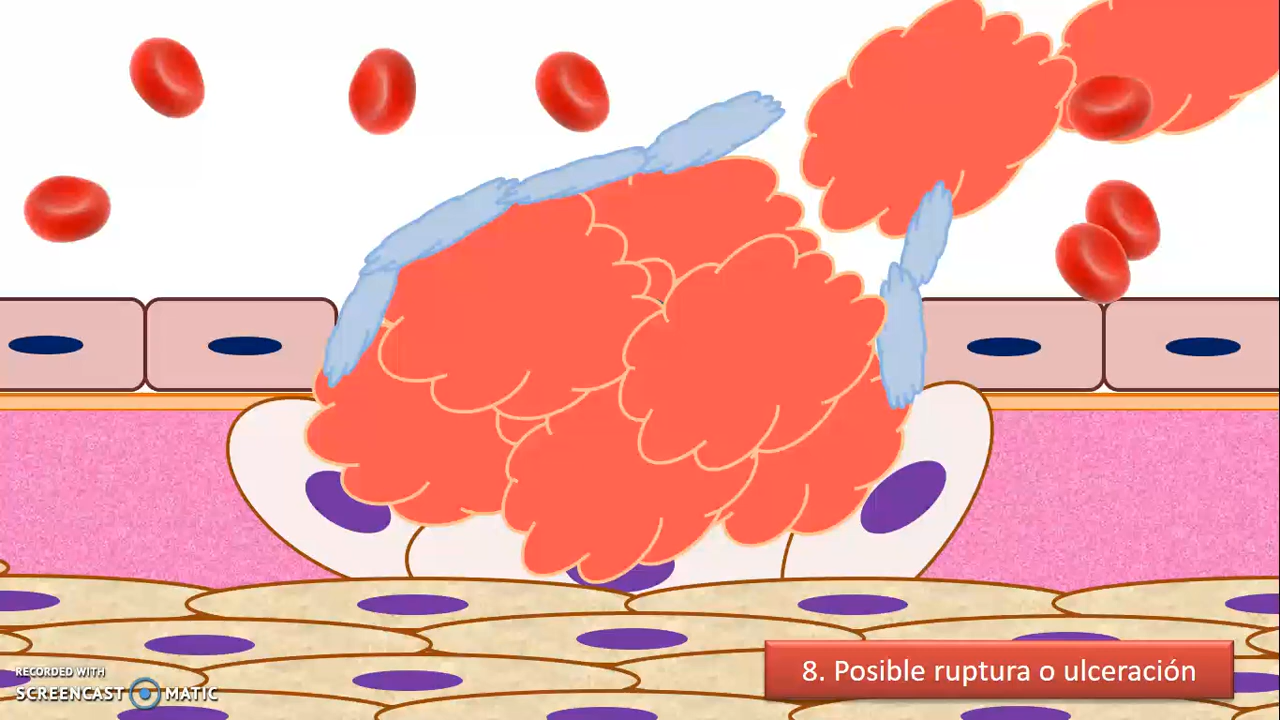 8. Posible ruptura o ulceración
RECORDED WITH
SCREENCAST MATIC